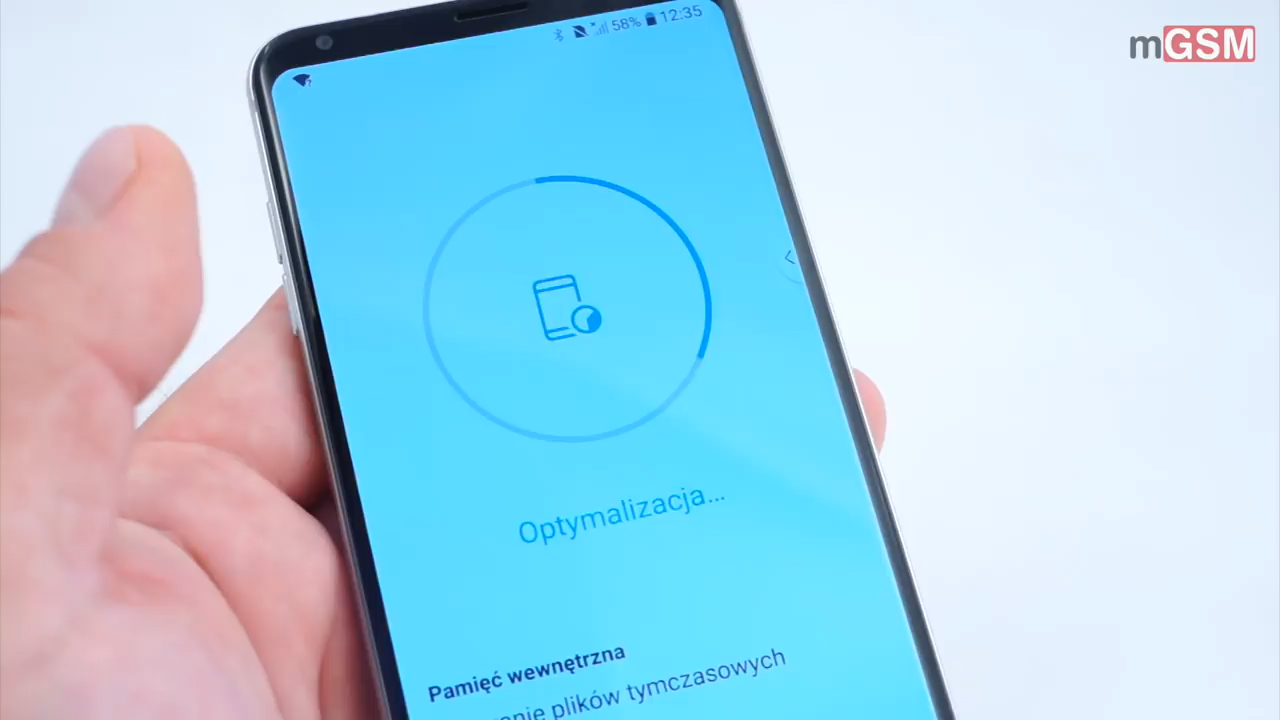 mGSM
58% 12:35
Optymalizacja...
Pamięć wewnętrzna
plików tymczasowych